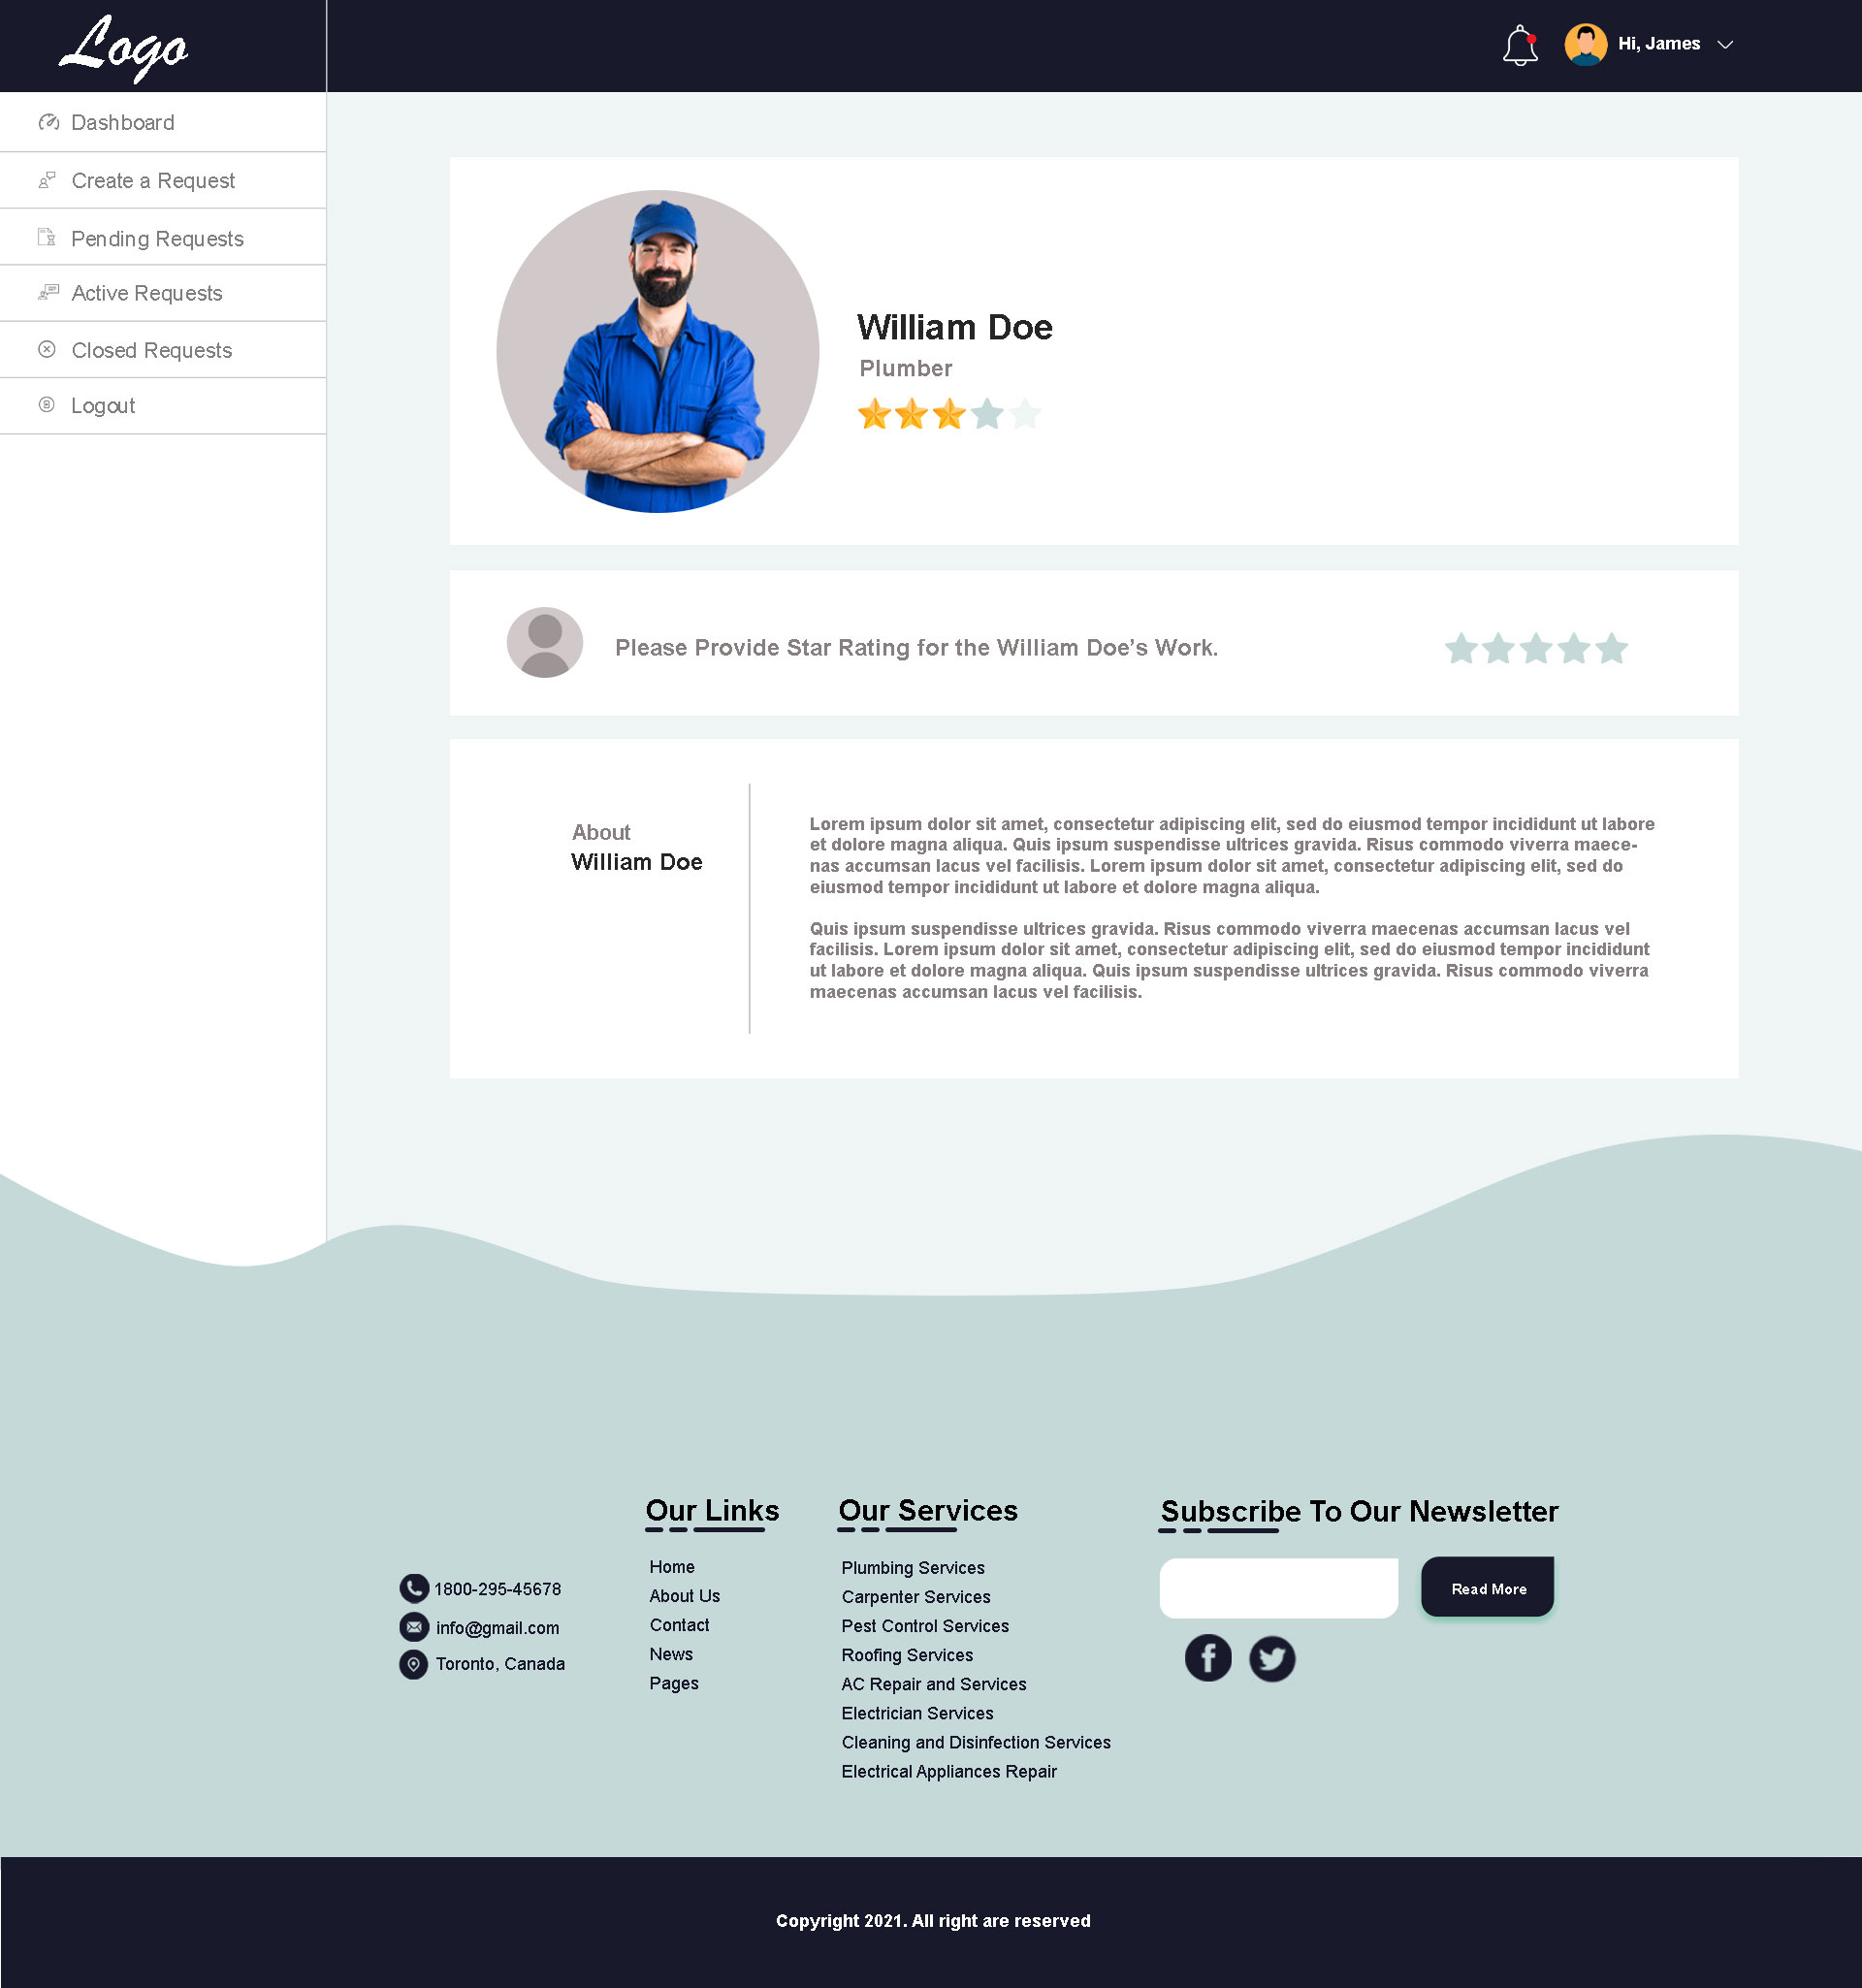 Logo
Hi, James
Dashboard
Create a Request
Pending Requests
Active Requests
Closed Requests
Logout
William Doe
Plumber
Please Provide Star Rating for the William Doe’s Work.
About
William Doe
Lorem ipsum dolor sit amet, consectetur adipiscing elit, sed do eiusmod tempor incididunt ut labore
et dolore magna aliqua. Quis ipsum suspendisse ultrices gravida. Risus commodo viverra maece-
nas accumsan lacus vel facilisis. Lorem ipsum dolor sit amet, consectetur adipiscing elit, sed do
eiusmod tempor incididunt ut labore et dolore magna aliqua.
Quis ipsum suspendisse ultrices gravida. Risus commodo viverra maecenas accumsan lacus vel
facilisis. Lorem ipsum dolor sit amet, consectetur adipiscing elit, sed do eiusmod tempor incididunt
ut labore et dolore magna aliqua. Quis ipsum suspendisse ultrices gravida. Risus commodo viverra
maecenas accumsan lacus vel facilisis.
1800-295-45678
info@gmail.com
Toronto, Canada
Our Links
Home
About Us
Contact
News
Pages
Our Services
Plumbing Services
Carpenter Services
Pest Control Services
Roofing Services
AC Repair and Services
Electrician Services
Cleaning and Disinfection Services
Electrical Appliances Repair
Subscribe To Our Newsletter
Read More
Copyright 2021. All right are reserved